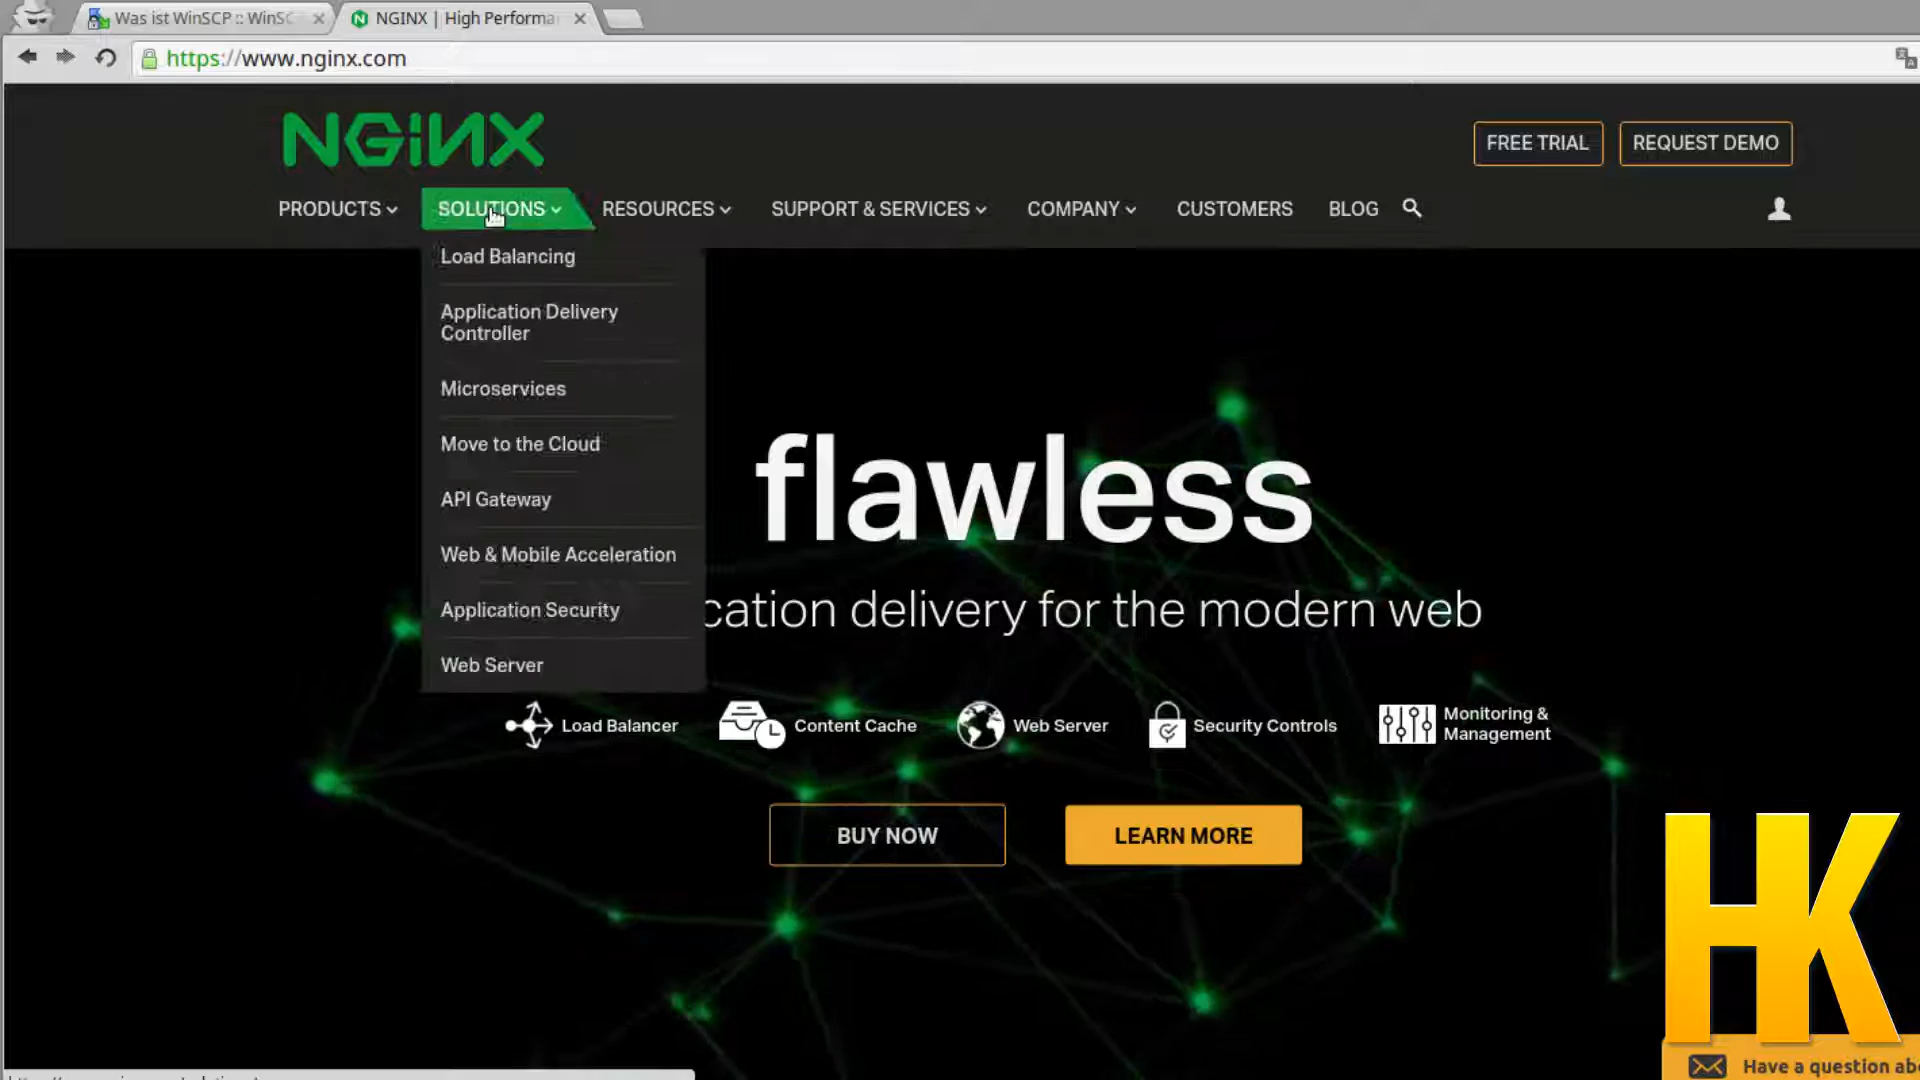 Was ist WinSCP :: WinSC
NGINX | High Performa
https://www.nginx.com
NGINX
FREE TRIAL
REQUEST DEMO
PRODUCTS
SOLUTIONS
RESOURCES
SUPPORT & SERVICES
COMPANY
CUSTOMERS
BLOG
Load Balancing
Application Delivery
Controller
Microservices
Move to the Cloud
API Gateway
Web & Mobile Acceleration
Application Security
Web Server
flawless
cation delivery for the modern web
Load Balancer
Content Cache
Web Server
Security Controls
Monitoring &
Management
BUY NOW
LEARN MORE
HK
Have a question abo